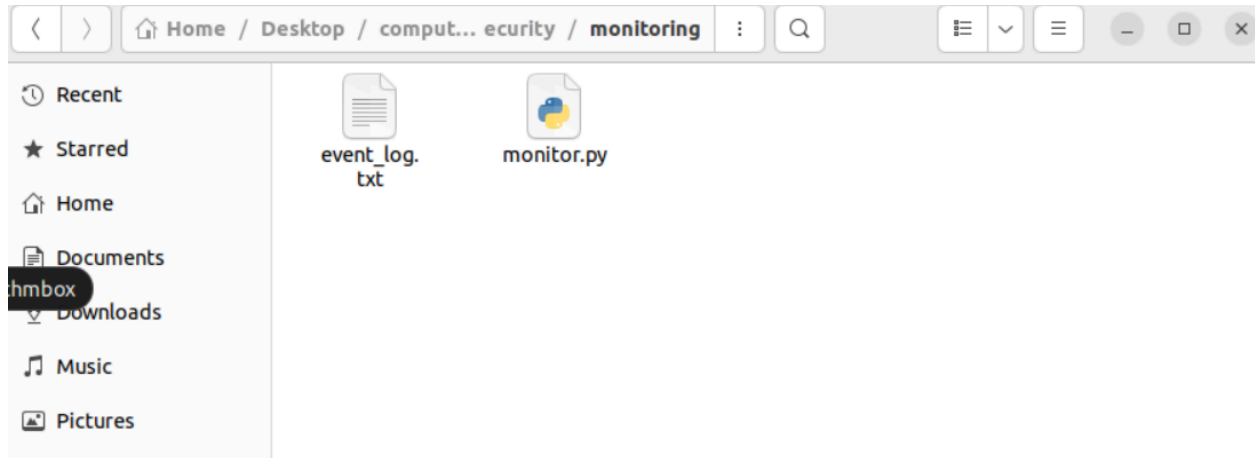 Home / Desktop / comput... ecurity / monitoring
Recent
Starred
Home
Documents
hmbox
Downloads
Music
Pictures
event_log.
txt
monitor.py